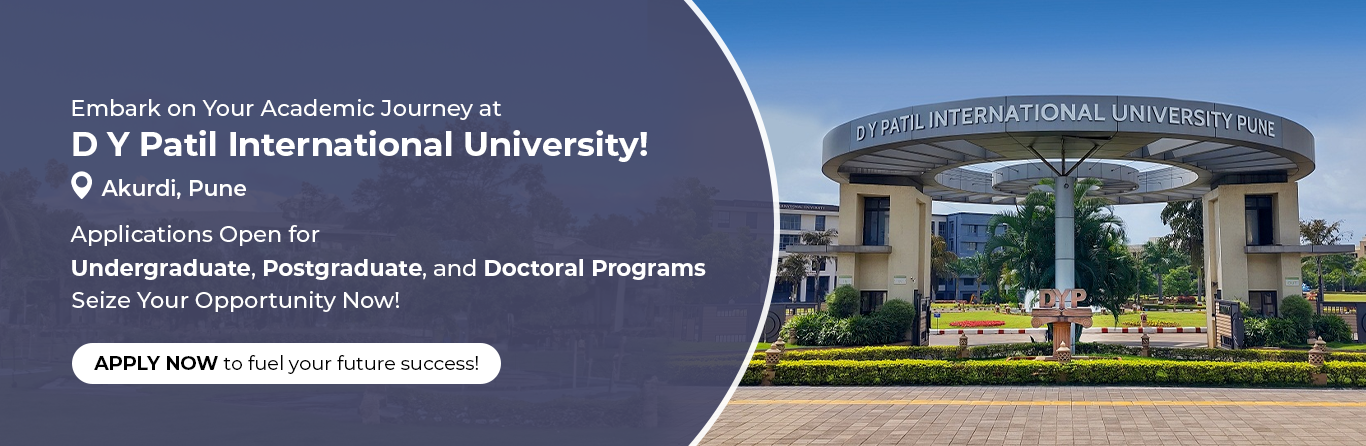 Embark on Your Academic Journey at
D Y Patil International University!
Akurdi, Pune
Applications Open for
Undergraduate, Postgraduate, and Doctoral Programs
Seize Your Opportunity Now!
APPLY NOW to fuel your future success!
D Y PATIL INTERNATIONAL UNIVERSITY PUNE
DYP